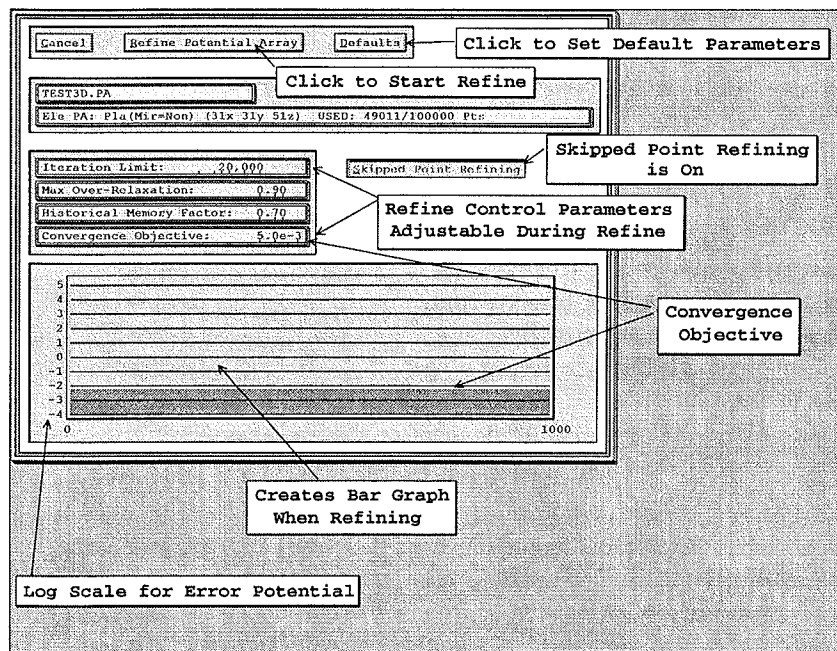 Cancel Refine Potential Array Defaults
Click to Set Default Parameters
Click to Start Refine
TEST3D.PA
Ele PA: Pla(Mir=Non) (31x 31y 51z) USED: 49011/100000 Pts
Iteration Limit: 20,000
Skipped Point Refining
Skipped Point Refining
is On
Max Over-Relaxation: 0.90
Historical Memory Factor: 0.70
Convergence Objective: 5.0e-3
Refine Control Parameters
Adjustable During Refine
Convergence
Objective
5
4
3
2
1
0
-1
-2
-3
-4
0 1000
Creates Bar Graph
When Refining
Log Scale for Error Potential